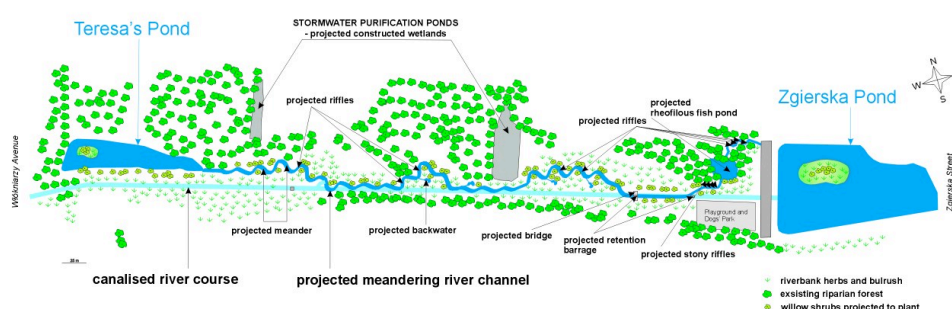 STORMWATER PURIFICATION PONDS
- projected constructed wetlands
Teresa's Pond
projected riffles
projected
rheofilous fish pond
projected riffles
Zgierska Pond
N
W
E
S
Włókniarzy Avenue
Zgierska Street
Playground and
Dogs' Park
projected meander
projected backwater
projected bridge
projected retention
barrage
projected stony riffles
20 m
canalised river course
projected meandering river channel
riverbank herbs and bulrush
exsisting riparian forest
willow shrubs projected to plant